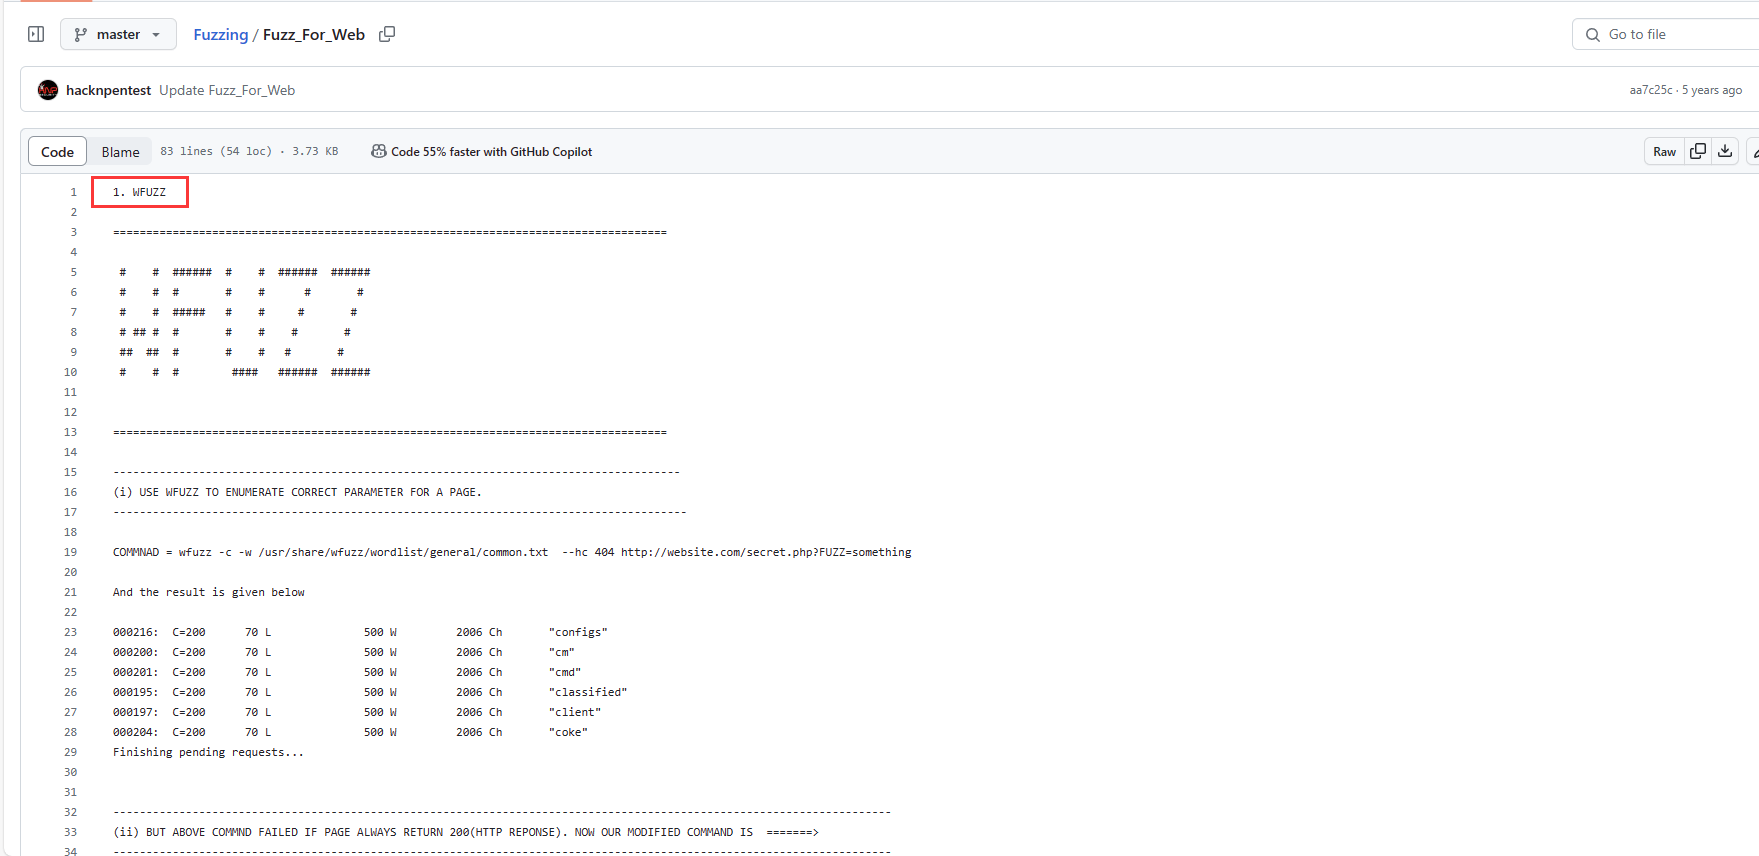 master Fuzzing / Fuzz_For_Web Go to file
hacknpentest Update Fuzz_For_Web aa7c25c · 5 years ago
Code Blame 83 lines (54 loc) · 3.73 KB Code 55% faster with GitHub Copilot Raw
1 1. WFUZZ
2
3 ====================================================================================
4
5 #    #  ######  #    #  ######  ######
6 #    #  #       #    #      #       #
7 #    #  #####   #    #     #       #
8 # ## #  #       #    #    #       #
9 ##  ##  #       #    #   #       #
10 #    #  #        ####   ######  ######
11
12
13 ====================================================================================
14
15 --------------------------------------------------------------------------------------
16 (i) USE WFUZZ TO ENUMERATE CORRECT PARAMETER FOR A PAGE.
17 ---------------------------------------------------------------------------------------
18
19 COMMNAD = wfuzz -c -w /usr/share/wfuzz/wordlist/general/common.txt  --hc 404 http://website.com/secret.php?FUZZ=something
20
21 And the result is given below
22
23 000216:  C=200      70 L              500 W         2006 Ch       "configs"
24 000200:  C=200      70 L              500 W         2006 Ch       "cm"
25 000201:  C=200      70 L              500 W         2006 Ch       "cmd"
26 000195:  C=200      70 L              500 W         2006 Ch       "classified"
27 000197:  C=200      70 L              500 W         2006 Ch       "client"
28 000204:  C=200      70 L              500 W         2006 Ch       "coke"
29 Finishing pending requests...
30
31
32 ----------------------------------------------------------------------------------------------------------------------
33 (ii) BUT ABOVE COMMND FAILED IF PAGE ALWAYS RETURN 200(HTTP REPONSE). NOW OUR MODIFIED COMMAND IS  =======>
34 ----------------------------------------------------------------------------------------------------------------------